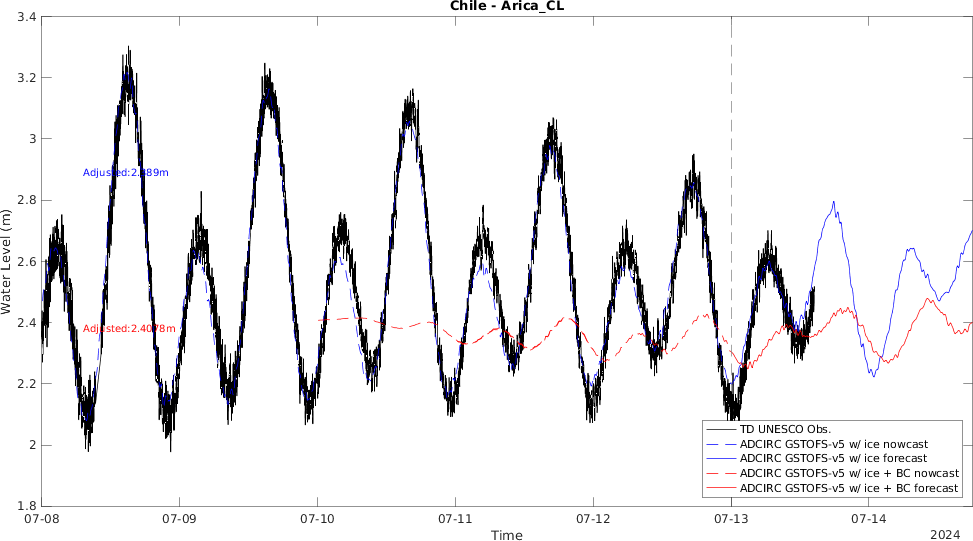 Chile - Arica_CL
3.4
3.2
3
2.8
2.6
2.4
2.2
2
1.8
Water Level (m)
Adjusted:2.489m
Adjusted:2.4078m
TD UNESCO Obs.
ADCIRC GSTOFS-v5 w/ ice nowcast
ADCIRC GSTOFS-v5 w/ ice forecast
ADCIRC GSTOFS-v5 w/ ice + BC nowcast
ADCIRC GSTOFS-v5 w/ ice + BC forecast
07-08 07-09 07-10 07-11 07-12 07-13 07-14
Time
2024